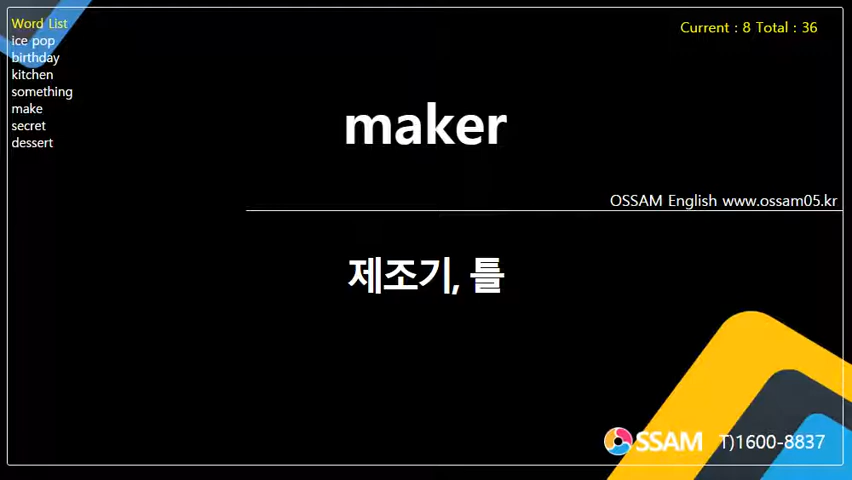 Word List
ice pop
birthday
kitchen
something
make
secret
dessert
Current : 8 Total : 36
maker
OSSAM English www.ossam05.kr
제조기, 틀
OSSAM T)1600-8837